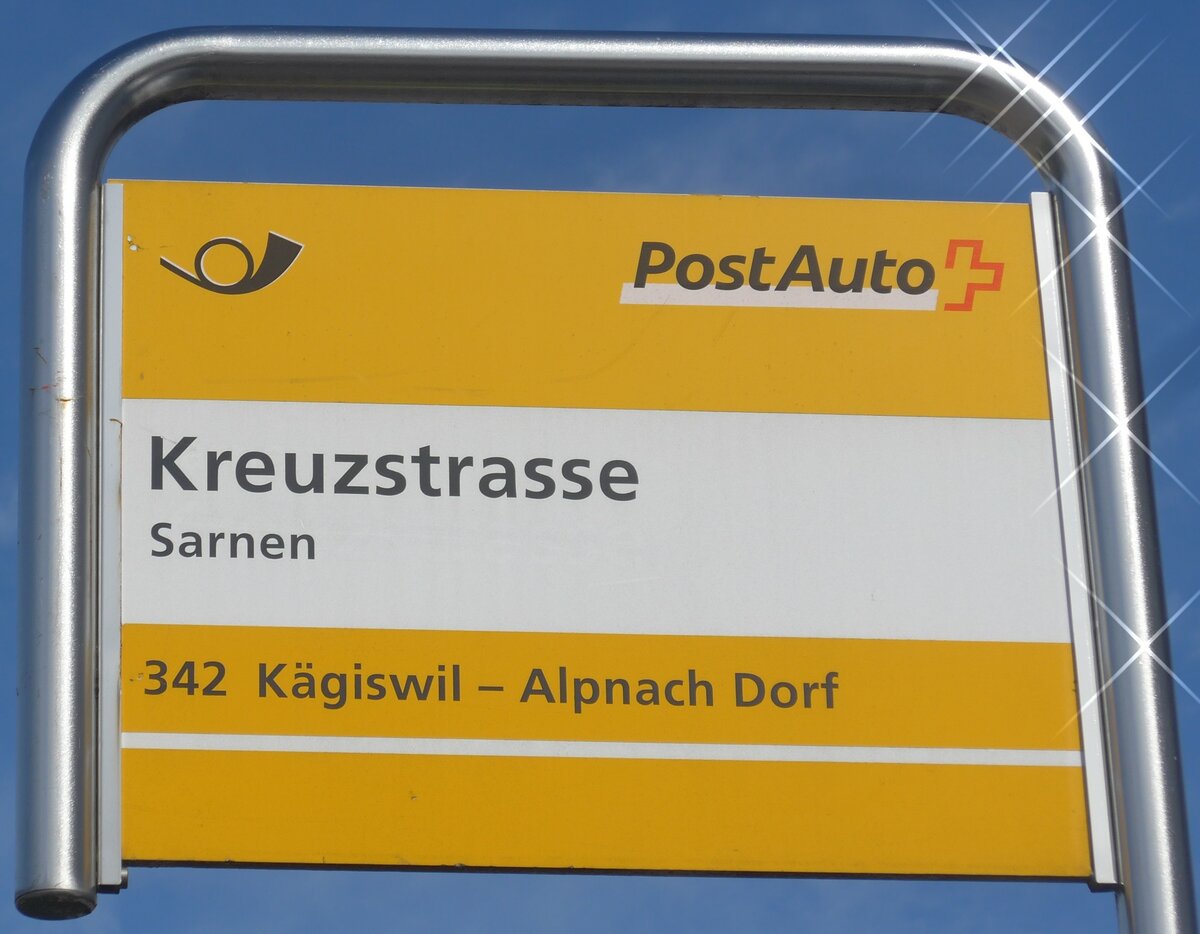 PostAuto
Kreuzstrasse
Sarnen
342 Kägiswil – Alpnach Dorf